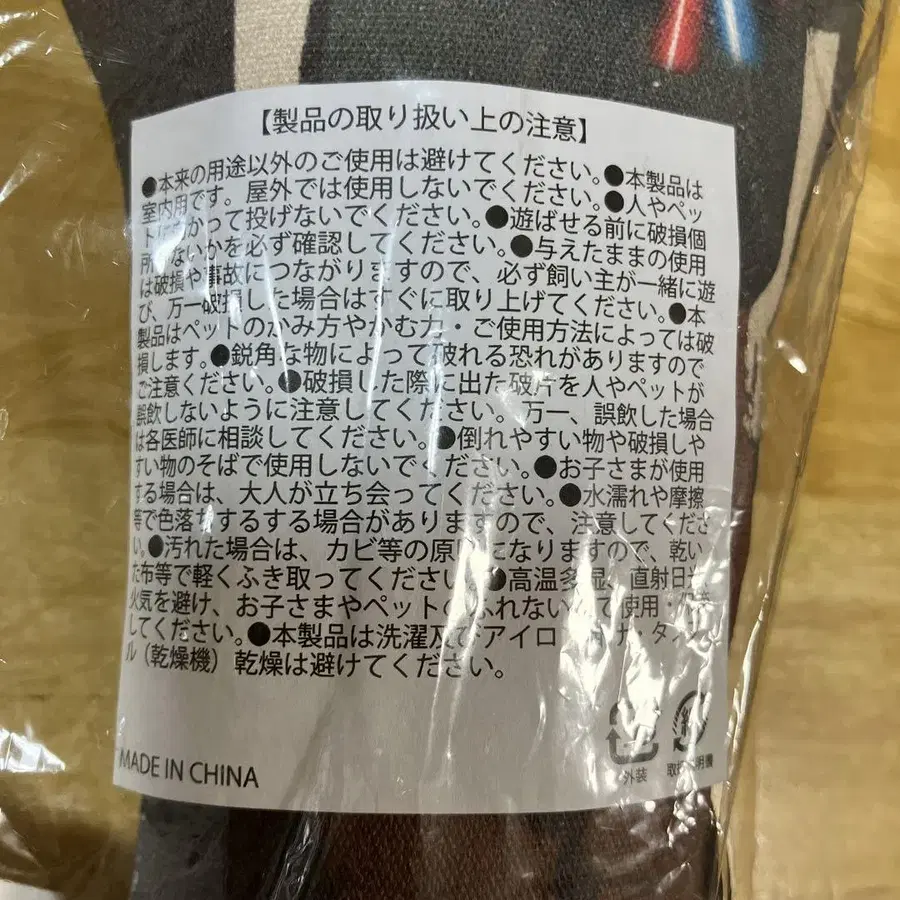 【製品の取り扱い上の注意】
●本来の用途以外のご使用は避けてください。●本製品は
室内用です。屋外では使用しないでください。●人やペッ
トに向かって投げないでください。●遊ばせる前に破損個
所がないかを必ず確認してください。●与えたままの使用
は破損や事故につながりますので、必ず飼い主が一緒に遊
び、万一破損した場合はすぐに取り上げてください。●本
製品はペットのかみ方やかむ力・ご使用方法によっては破
損します。●鋭角な物によって破れる恐れがありますので
ご注意ください。●破損した際に出た破片を人やペットが
誤飲しないように注意してください。万一、誤飲した場合
は各医師に相談してください。●倒れやすい物や破損しや
すい物のそばで使用しないでください。●お子さまが使用
する場合は、大人が立ち会ってください。●水濡れや摩擦
等で色落ちするする場合がありますので、注意してくださ
い。●汚れた場合は、カビ等の原因になりますので、乾い
た布等で軽くふき取ってください。●高温多湿、直射日光、
火気を避け、お子さまやペットの ふれない で使用・保管
してください。●本製品は洗濯及び アイロン タン
ル（乾燥機）乾燥は避けてください。
MADE IN CHINA
外装